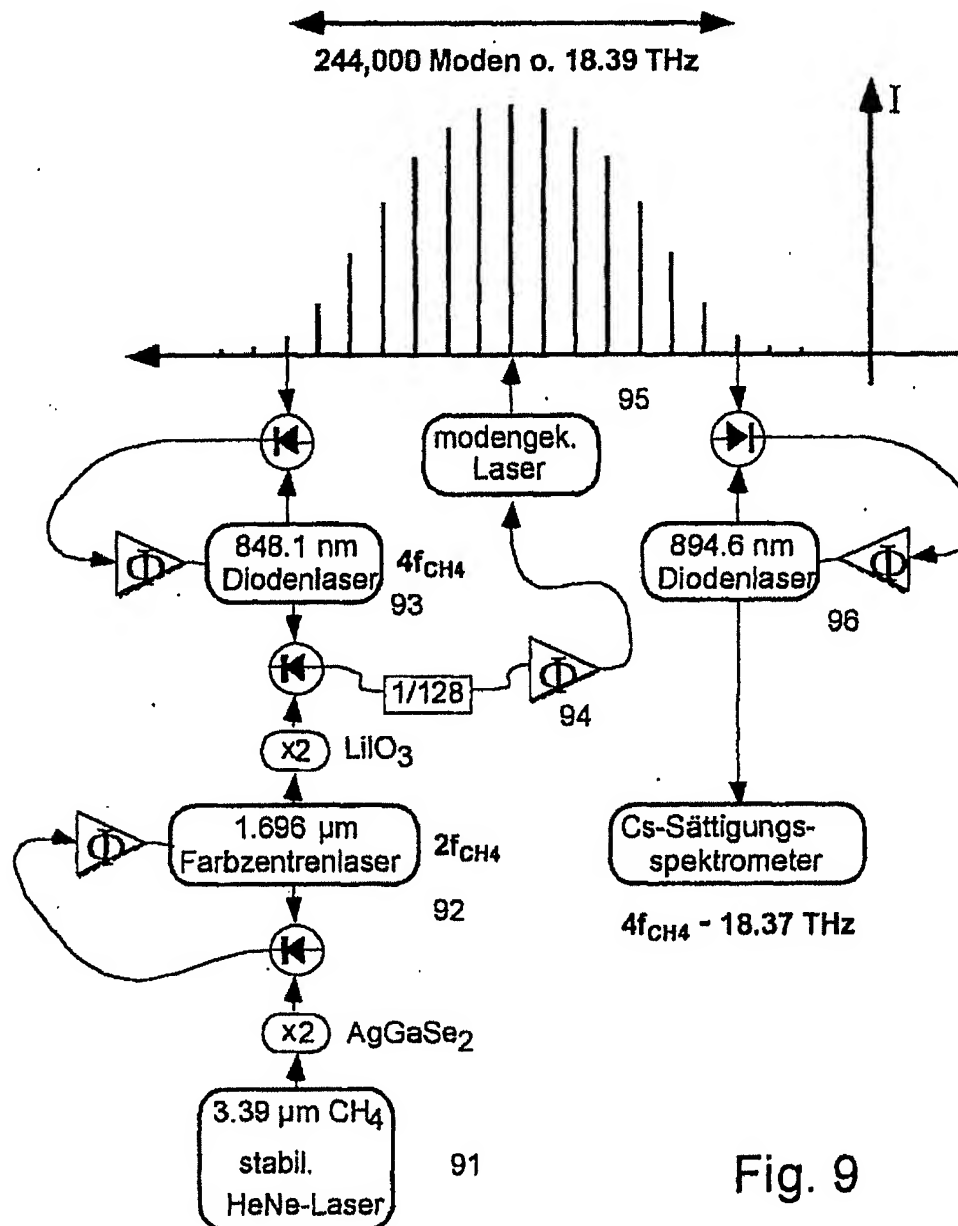 244,000 Moden o. 18.39 THz
I
95
modengek.
Laser
848.1 nm
Diodenlaser
4fCH4
93
894.6 nm
Diodenlaser
96
Φ
Φ
1/128
Φ
94
x2
LiIO3
Φ
1.696 µm
Farbzentrenlaser
2fCH4
92
Cs-Sättigungs-
spektrometer
4fCH4 - 18.37 THz
x2
AgGaSe2
3.39 µm CH4
stabil.
HeNe-Laser
91
Fig. 9